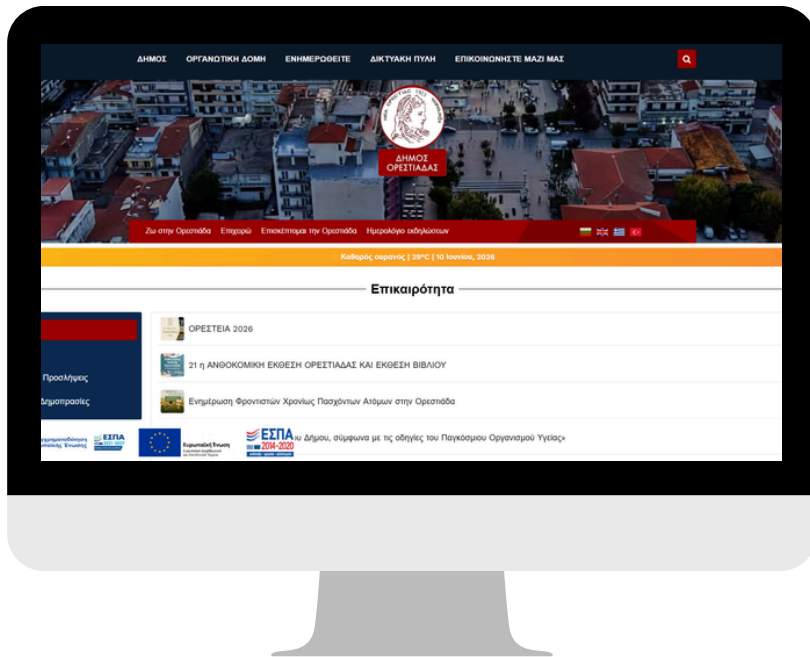 ΔΗΜΟΣ ΟΡΓΑΝΩΤΙΚΗ ΔΟΜΗ ΕΝΗΜΕΡΩΘΕΙΤΕ ΔΙΚΤΥΑΚΗ ΠΥΛΗ ΕΠΙΚΟΙΝΩΝΗΣΤΕ ΜΑΖΙ ΜΑΣ
ΔΗΜΟΣ
ΟΡΕΣΤΙΑΔΑΣ
Ζω στην Ορεστιάδα Επιχειρώ Επισκέπτομαι την Ορεστιάδα Ημερολόγιο εκδηλώσεων
Καθαρός ουρανός | 29°C | 10 Ιουνίου, 2026
Επικαιρότητα
ΟΡΕΣΤΕΙΑ 2026
21 η ΑΝΘΟΚΟΜΙΚΗ ΕΚΘΕΣΗ ΟΡΕΣΤΙΑΔΑΣ ΚΑΙ ΕΚΘΕΣΗ ΒΙΒΛΙΟΥ
Προσλήψεις
Ενημέρωση Φροντιστών Χρονίως Πασχόντων Ατόμων στην Ορεστιάδα
Δημοπρασίες
ΕΣΠΑ
Ευρωπαϊκή Ένωση
ΕΣΠΑ
2014-2020
Δήμου, σύμφωνα με τις οδηγίες του Παγκόσμιου Οργανισμού Υγείας»